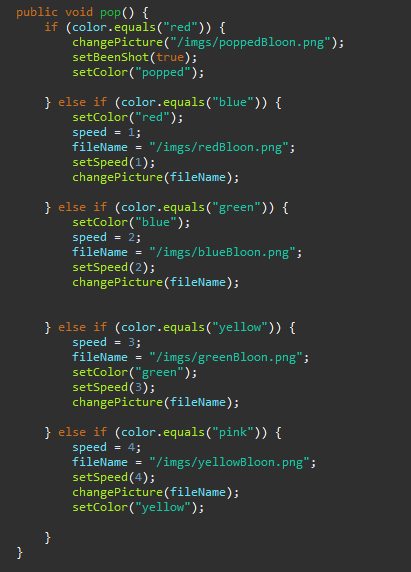 public void pop() {
    if (color.equals("red")) {
        changePicture("/imgs/poppedBloon.png");
        setBeenShot(true);
        setColor("popped");

    } else if (color.equals("blue")) {
        setColor("red");
        speed = 1;
        fileName = "/imgs/redBloon.png";
        setSpeed(1);
        changePicture(fileName);

    } else if (color.equals("green")) {
        setColor("blue");
        speed = 2;
        fileName = "/imgs/blueBloon.png";
        setSpeed(2);
        changePicture(fileName);


    } else if (color.equals("yellow")) {
        speed = 3;
        fileName = "/imgs/greenBloon.png";
        setColor("green");
        setSpeed(3);
        changePicture(fileName);

    } else if (color.equals("pink")) {
        speed = 4;
        fileName = "/imgs/yellowBloon.png";
        setSpeed(4);
        changePicture(fileName);
        setColor("yellow");

    }
}